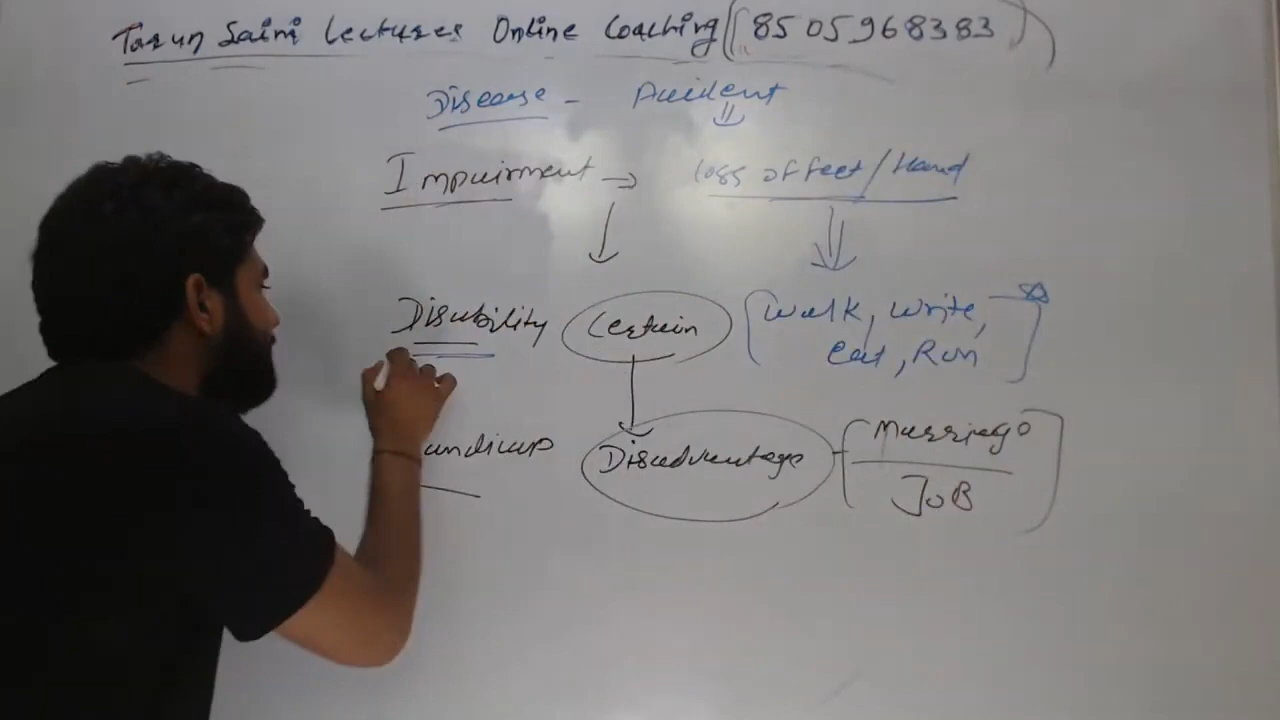 Tarun Saini Lectures Online Coaching (8505968383)
Disease - Accident
Impairment → loss of feet/Hand
Disability Certain [Walk, write,
eat, Run]
andicap Disadvantage [Marriage
JOB]